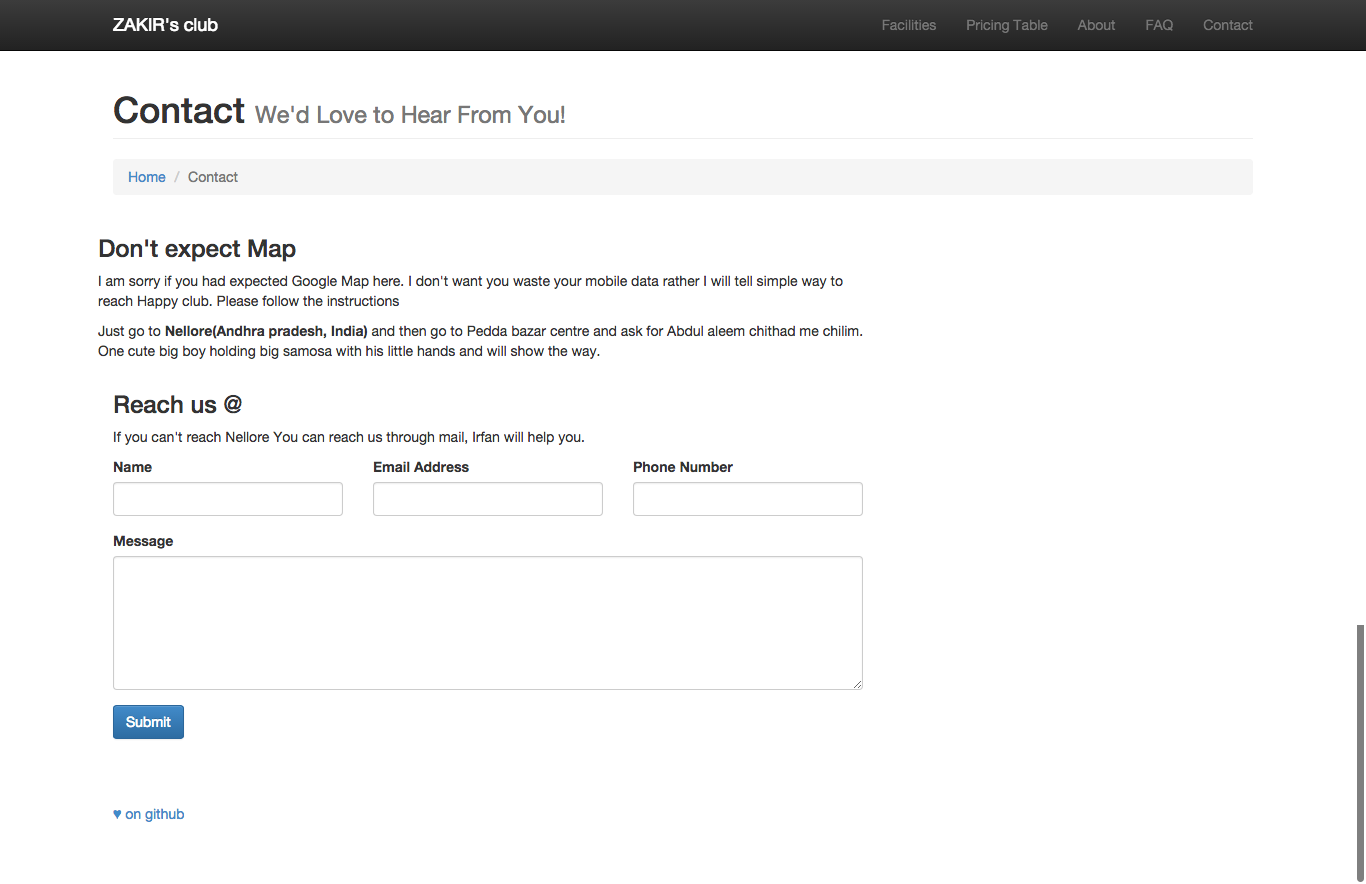 ZAKIR's club
Facilities Pricing Table About FAQ Contact
Contact We'd Love to Hear From You!
Home / Contact
Don't expect Map
I am sorry if you had expected Google Map here. I don't want you waste your mobile data rather I will tell simple way to
reach Happy club. Please follow the instructions
Just go to Nellore(Andhra pradesh, India) and then go to Pedda bazar centre and ask for Abdul aleem chithad me chilim.
One cute big boy holding big samosa with his little hands and will show the way.
Reach us @
If you can't reach Nellore You can reach us through mail, Irfan will help you.
Name Email Address Phone Number
Message
Submit
♥ on github